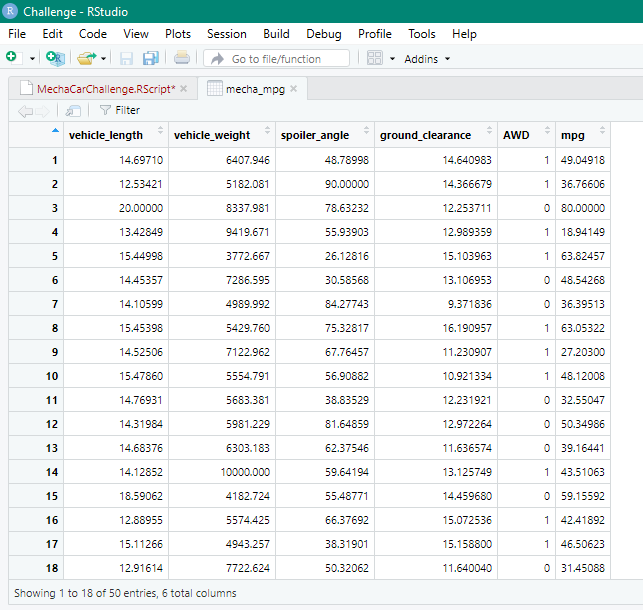 R Challenge - RStudio
File Edit Code View Plots Session Build Debug Profile Tools Help
R Go to file/function Addins
MechaCarChallenge.RScript* × mecha_mpg ×
Filter
vehicle_length vehicle_weight spoiler_angle ground_clearance AWD mpg
1 14.69710 6407.946 48.78998 14.640983 1 49.04918
2 12.53421 5182.081 90.00000 14.366679 1 36.76606
3 20.00000 8337.981 78.63232 12.253711 0 80.00000
4 13.42849 9419.671 55.93903 12.989359 1 18.94149
5 15.44998 3772.667 26.12816 15.103963 1 63.82457
6 14.45357 7286.595 30.58568 13.106953 0 48.54268
7 14.10599 4989.992 84.27743 9.371836 0 36.39513
8 15.45398 5429.760 75.32817 16.190957 1 63.05322
9 14.52506 7122.962 67.76457 11.230907 1 27.20300
10 15.47860 5554.791 56.90882 10.921334 1 48.12008
11 14.76931 5683.381 38.83529 12.231921 0 32.55047
12 14.31984 5981.229 81.64859 12.972264 0 50.34986
13 14.68376 6303.183 62.37546 11.636574 0 39.16441
14 14.12852 10000.000 59.64194 13.125749 1 43.51063
15 18.59062 4182.724 55.48771 14.459680 0 59.15592
16 12.88955 5574.425 66.37692 15.072536 1 42.41892
17 15.11266 4943.257 38.31901 15.158800 1 46.50623
18 12.91614 7722.624 50.32062 11.640040 0 31.45088
Showing 1 to 18 of 50 entries, 6 total columns